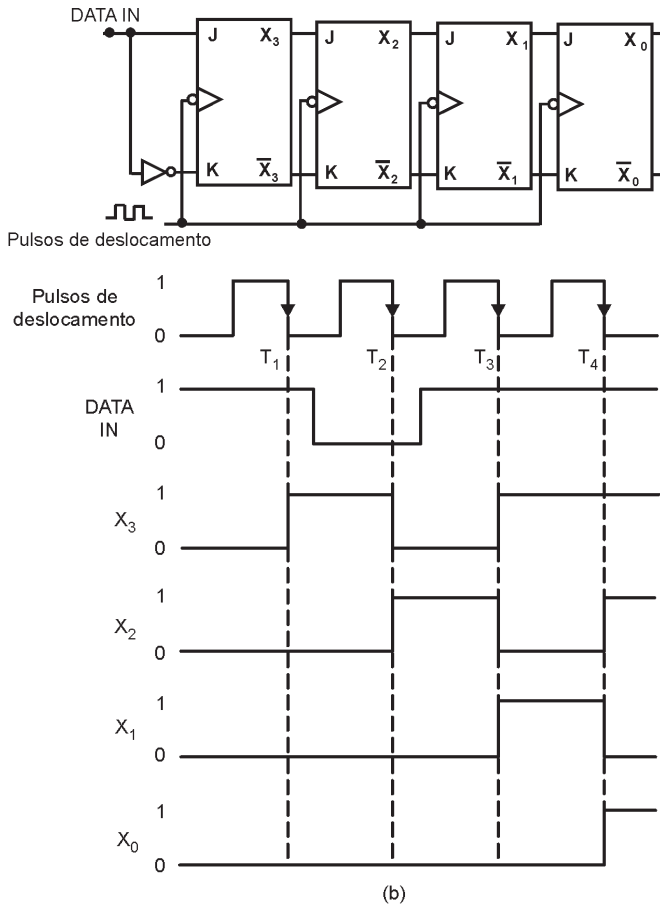 DATA IN
J X₃ J X₂ J X₁ J X₀
K X̅₃ K X̅₂ K X̅₁ K X̅₀
Pulsos de deslocamento
Pulsos de
deslocamento
1
0
T₁ T₂ T₃ T₄
DATA
IN
1
0
X₃
1
0
X₂
1
0
X₁
1
0
X₀
1
0
(b)